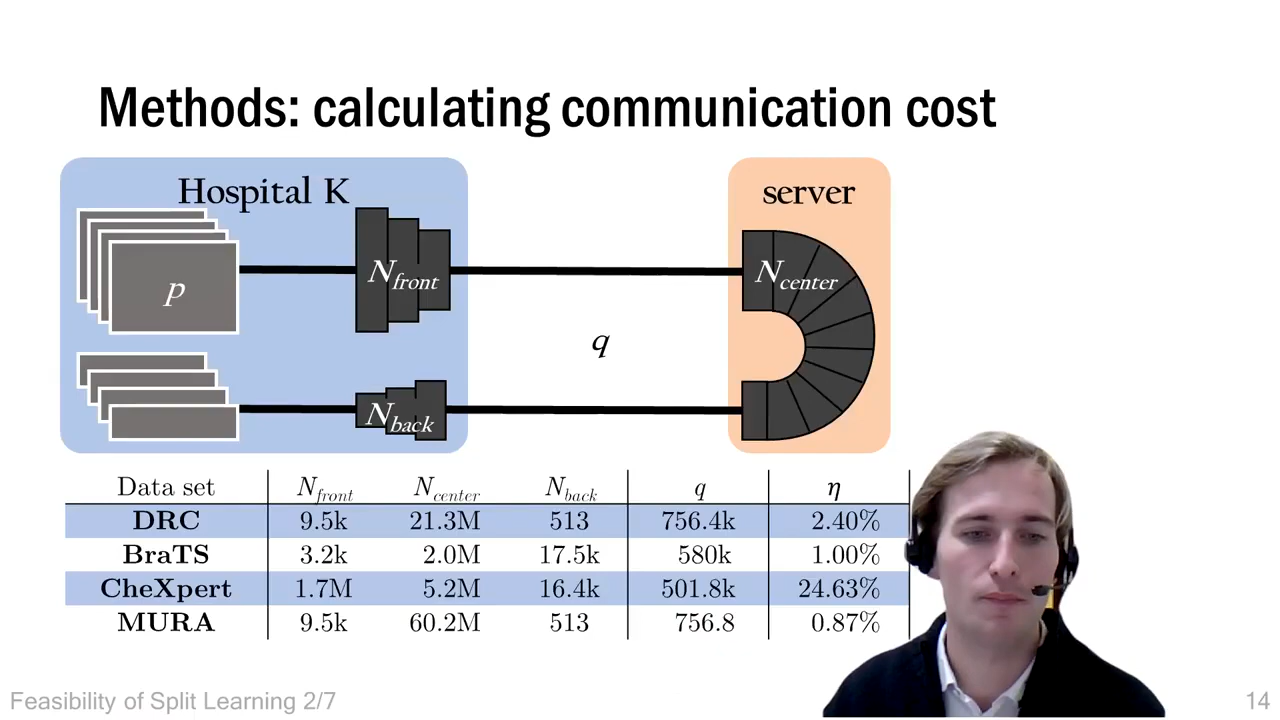 Methods: calculating communication cost
Hospital K
server
p
N_front
N_center
q
N_back
Data set N_front N_center N_back q η
DRC 9.5k 21.3M 513 756.4k 2.40%
BraTS 3.2k 2.0M 17.5k 580k 1.00%
CheXpert 1.7M 5.2M 16.4k 501.8k 24.63%
MURA 9.5k 60.2M 513 756.8 0.87%
Feasibility of Split Learning 2/7
14